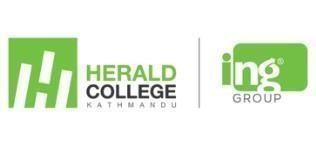 HERALD
COLLEGE
KATHMANDU
ing®
GROUP